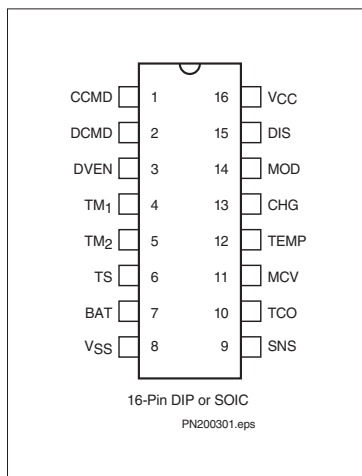 CCMD 1 16 VCC
DCMD 2 15 DIS
DVEN 3 14 MOD
TM1 4 13 CHG
TM2 5 12 TEMP
TS 6 11 MCV
BAT 7 10 TCO
VSS 8 9 SNS
16-Pin DIP or SOIC
PN200301.eps